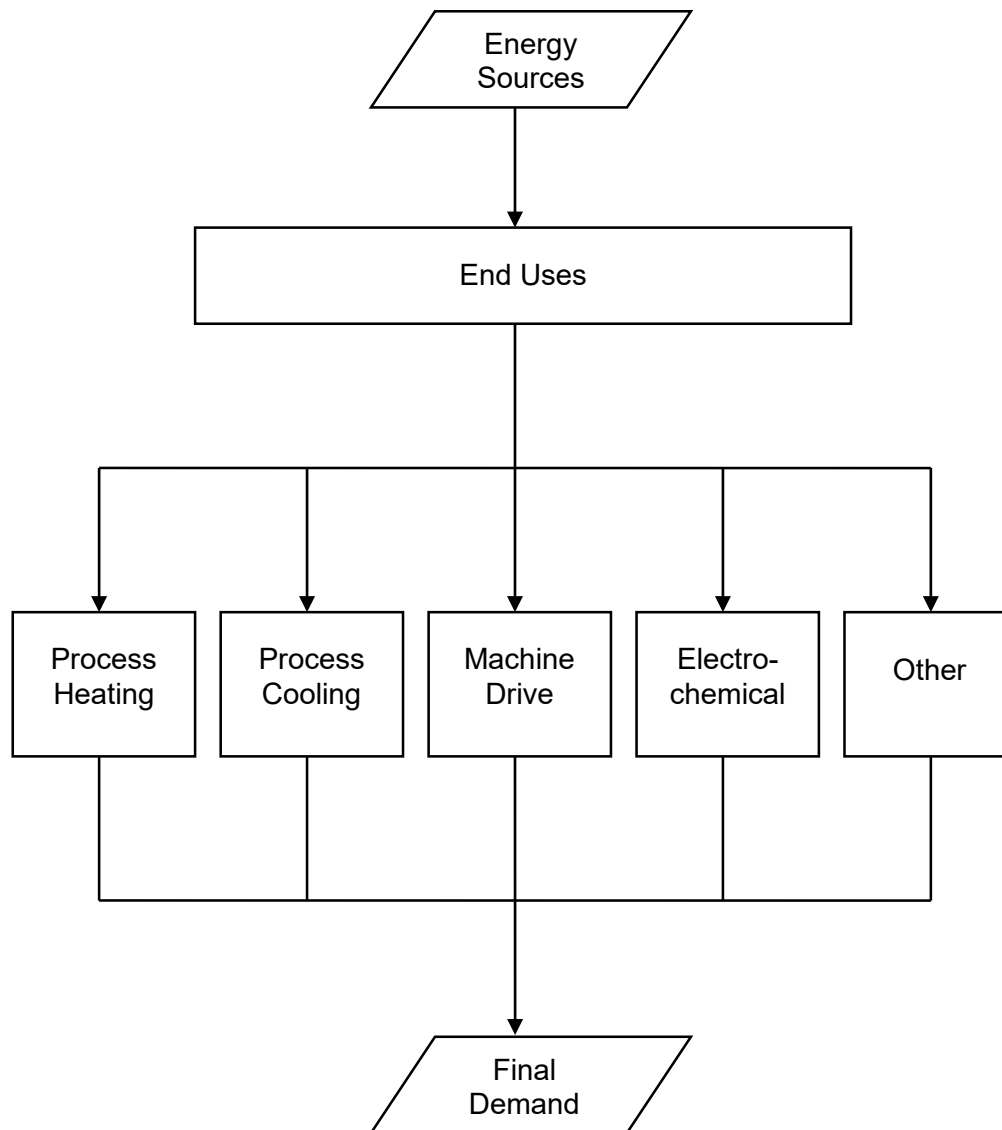 Energy
Sources
End Uses
Process
Heating
Process
Cooling
Machine
Drive
Electro-
chemical
Other
Final
Demand